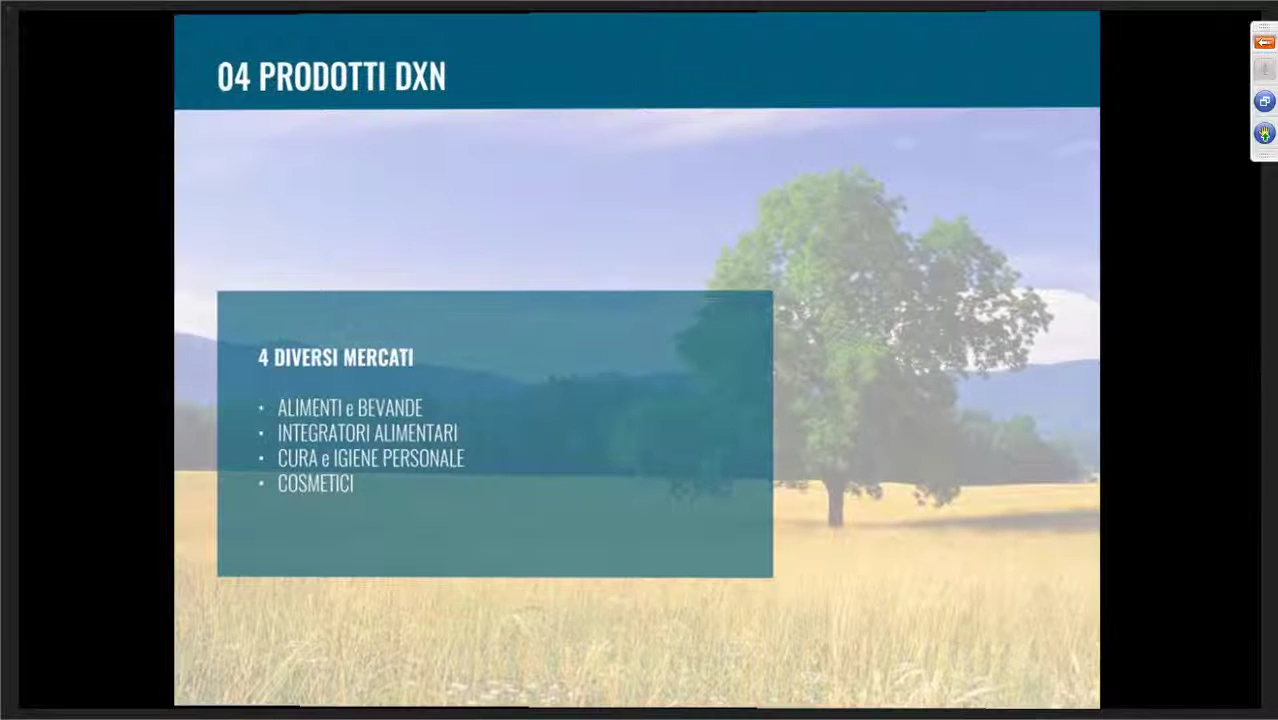 04 PRODOTTI DXN
4 DIVERSI MERCATI
• ALIMENTI e BEVANDE
• INTEGRATORI ALIMENTARI
• CURA e IGIENE PERSONALE
• COSMETICI